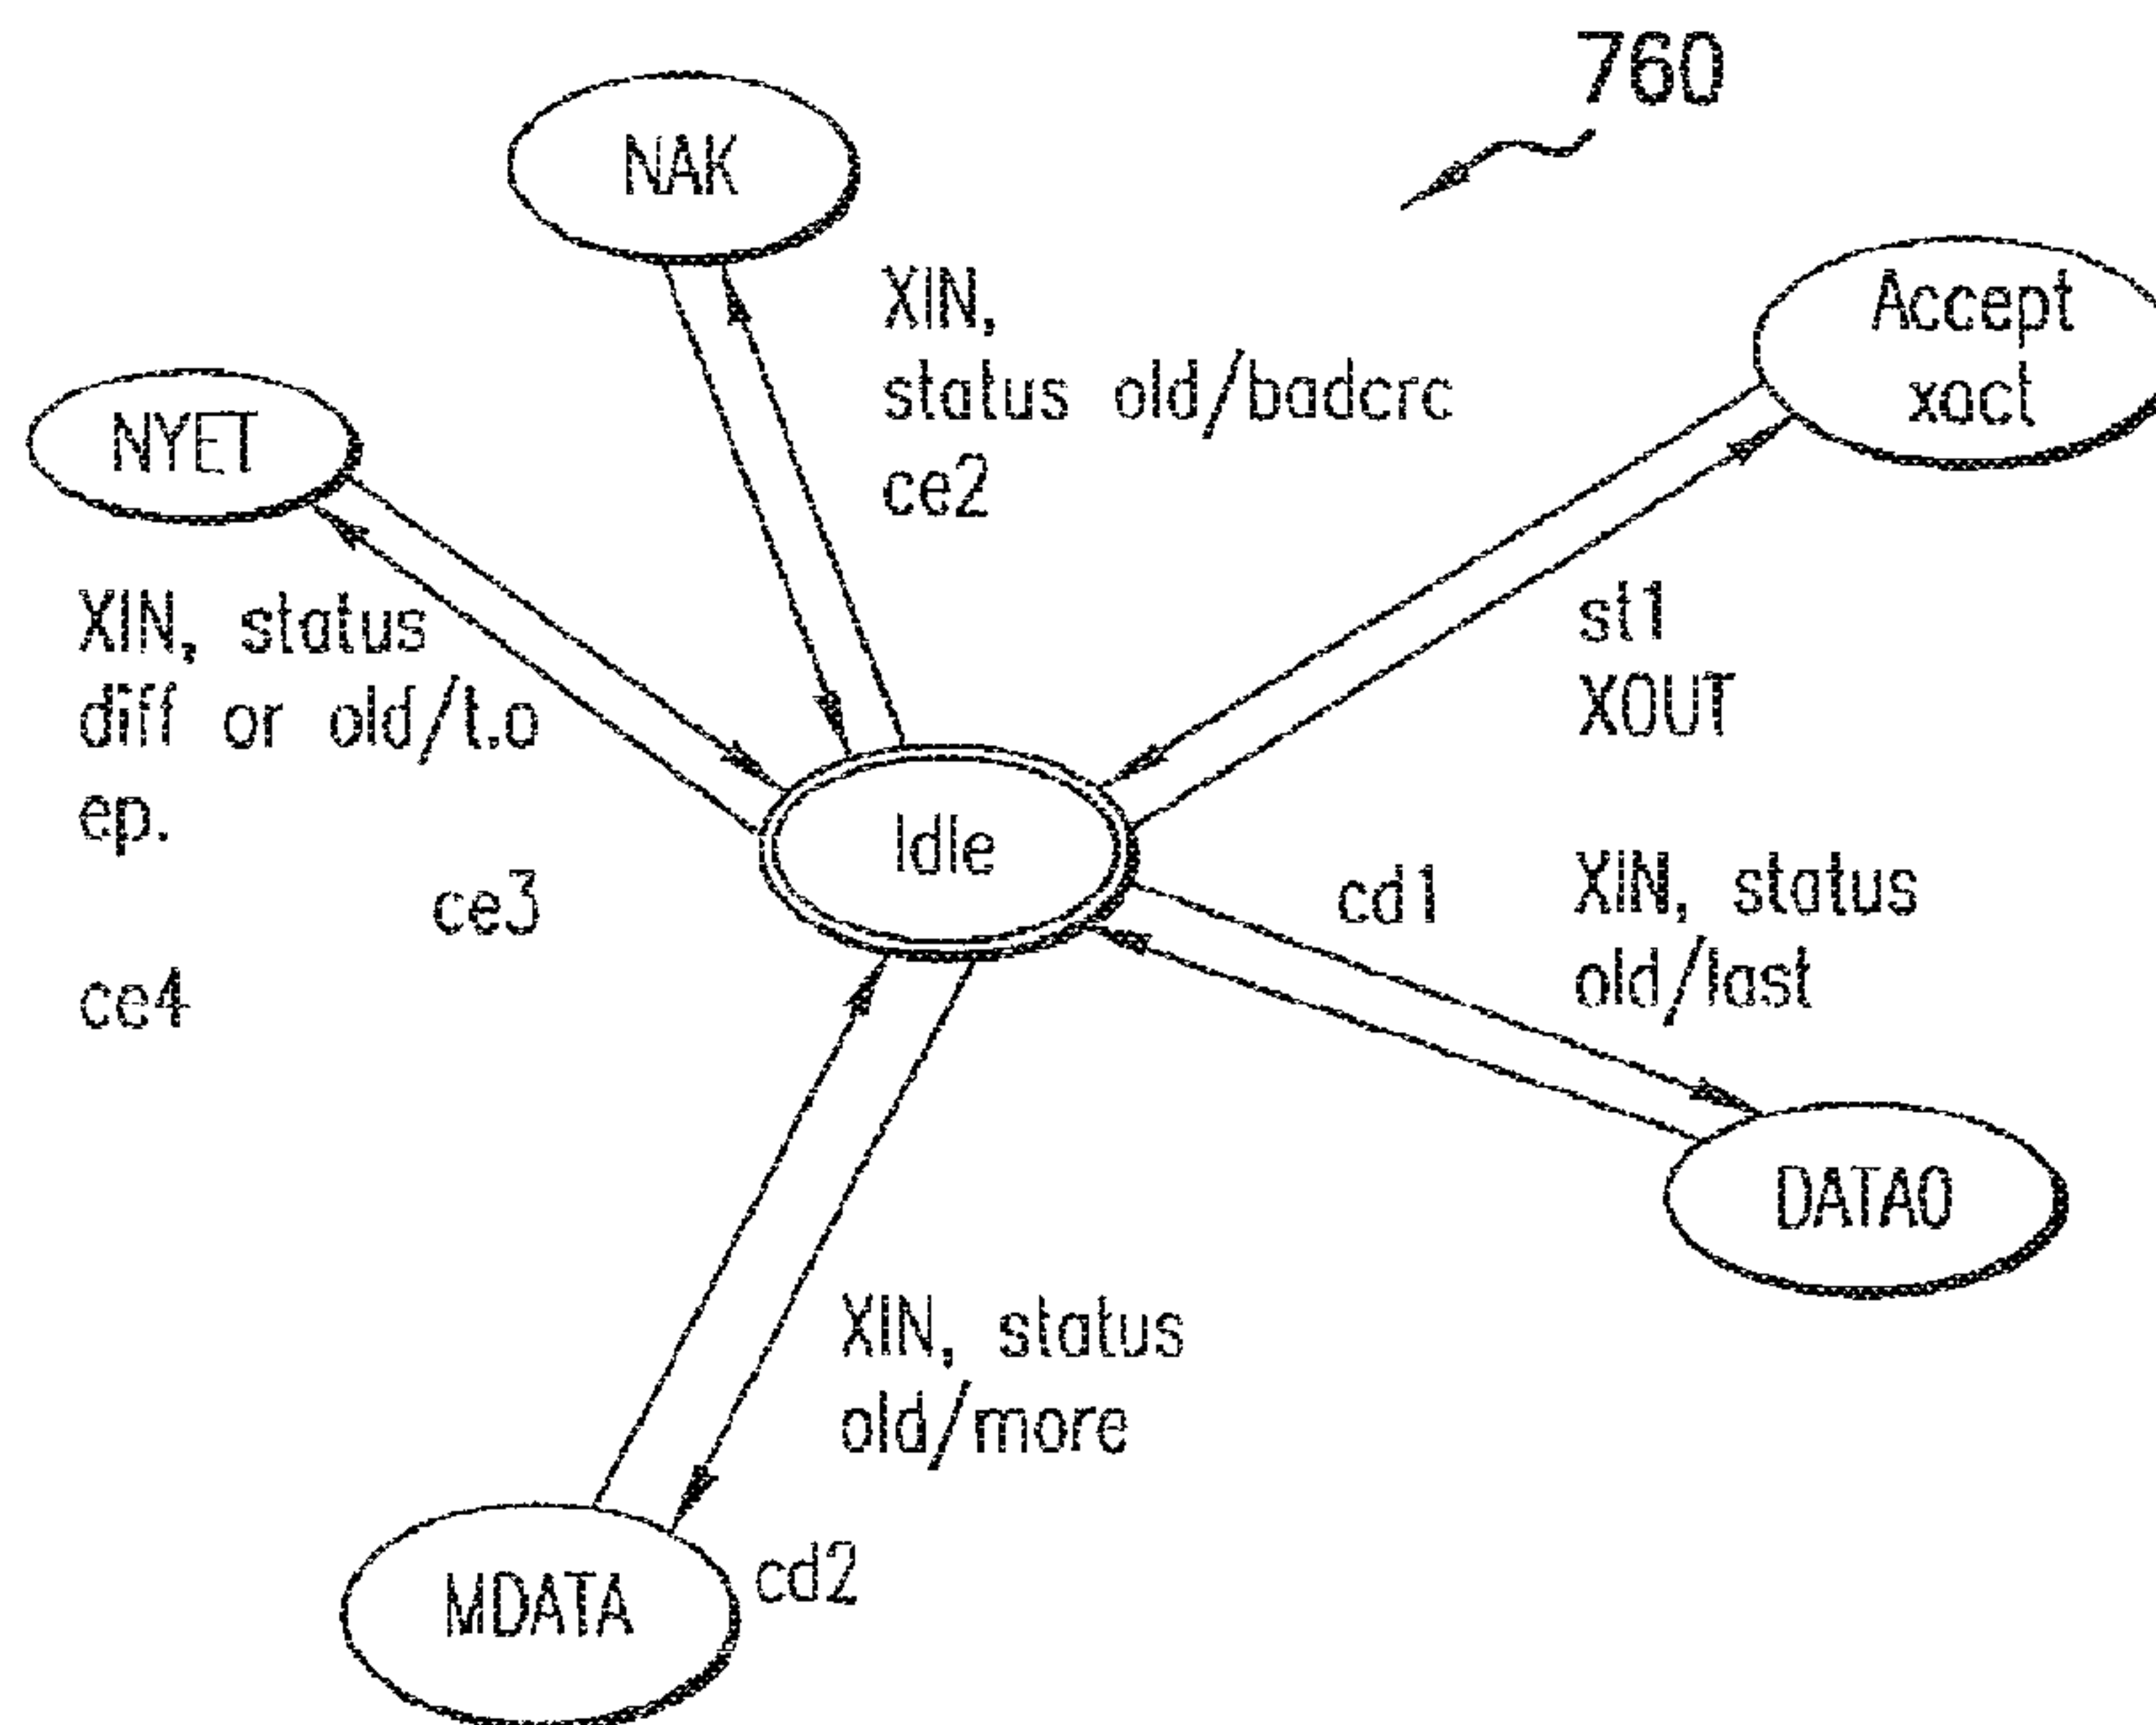 760
NAK
Accept
xact
XIN,
status old/badcrc
ce2
NYET
XIN, status
diff or old/t.o
ep.
ce3
ce4
st1
XOUT
Idle
cd1
XIN, status
old/last
DATA0
XIN, status
old/more
MDATA
cd2